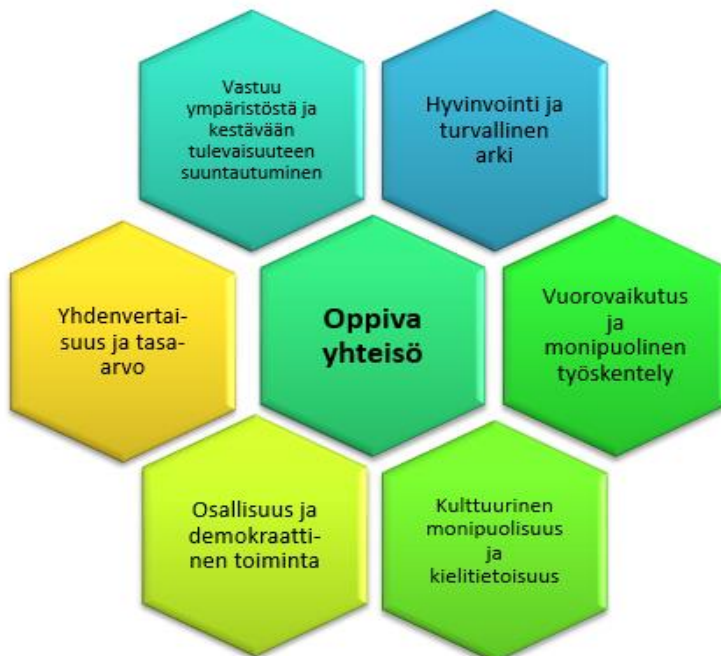 Vastuu
ympäristöstä ja
kestävään
tulevaisuuteen
suuntautuminen
Hyvinvointi ja
turvallinen
arki
Yhdenvertai-
suus ja tasa-
arvo
Oppiva
yhteisö
Vuorovaikutus
ja
monipuolinen
työskentely
Osallisuus ja
demokraatti-
nen toiminta
Kulttuurinen
monipuolisuus
ja
kielitietoisuus